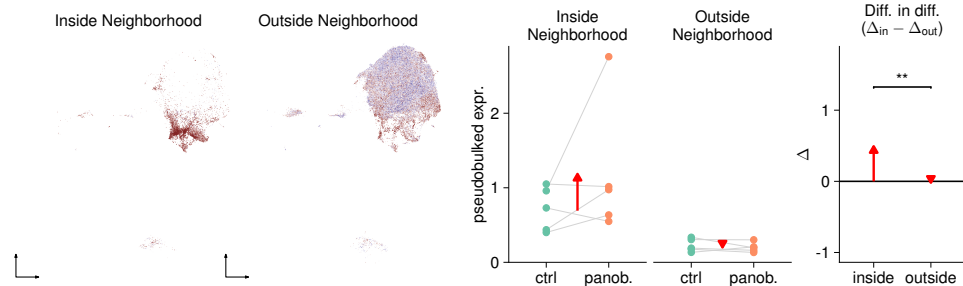 Inside Neighborhood
Outside Neighborhood
Inside
Neighborhood
Outside
Neighborhood
Diff. in diff.
(Δin − Δout)
pseudobulked expr.
2
1
0
ctrl
panob.
ctrl
panob.
**
Δ
1
0
-1
inside
outside